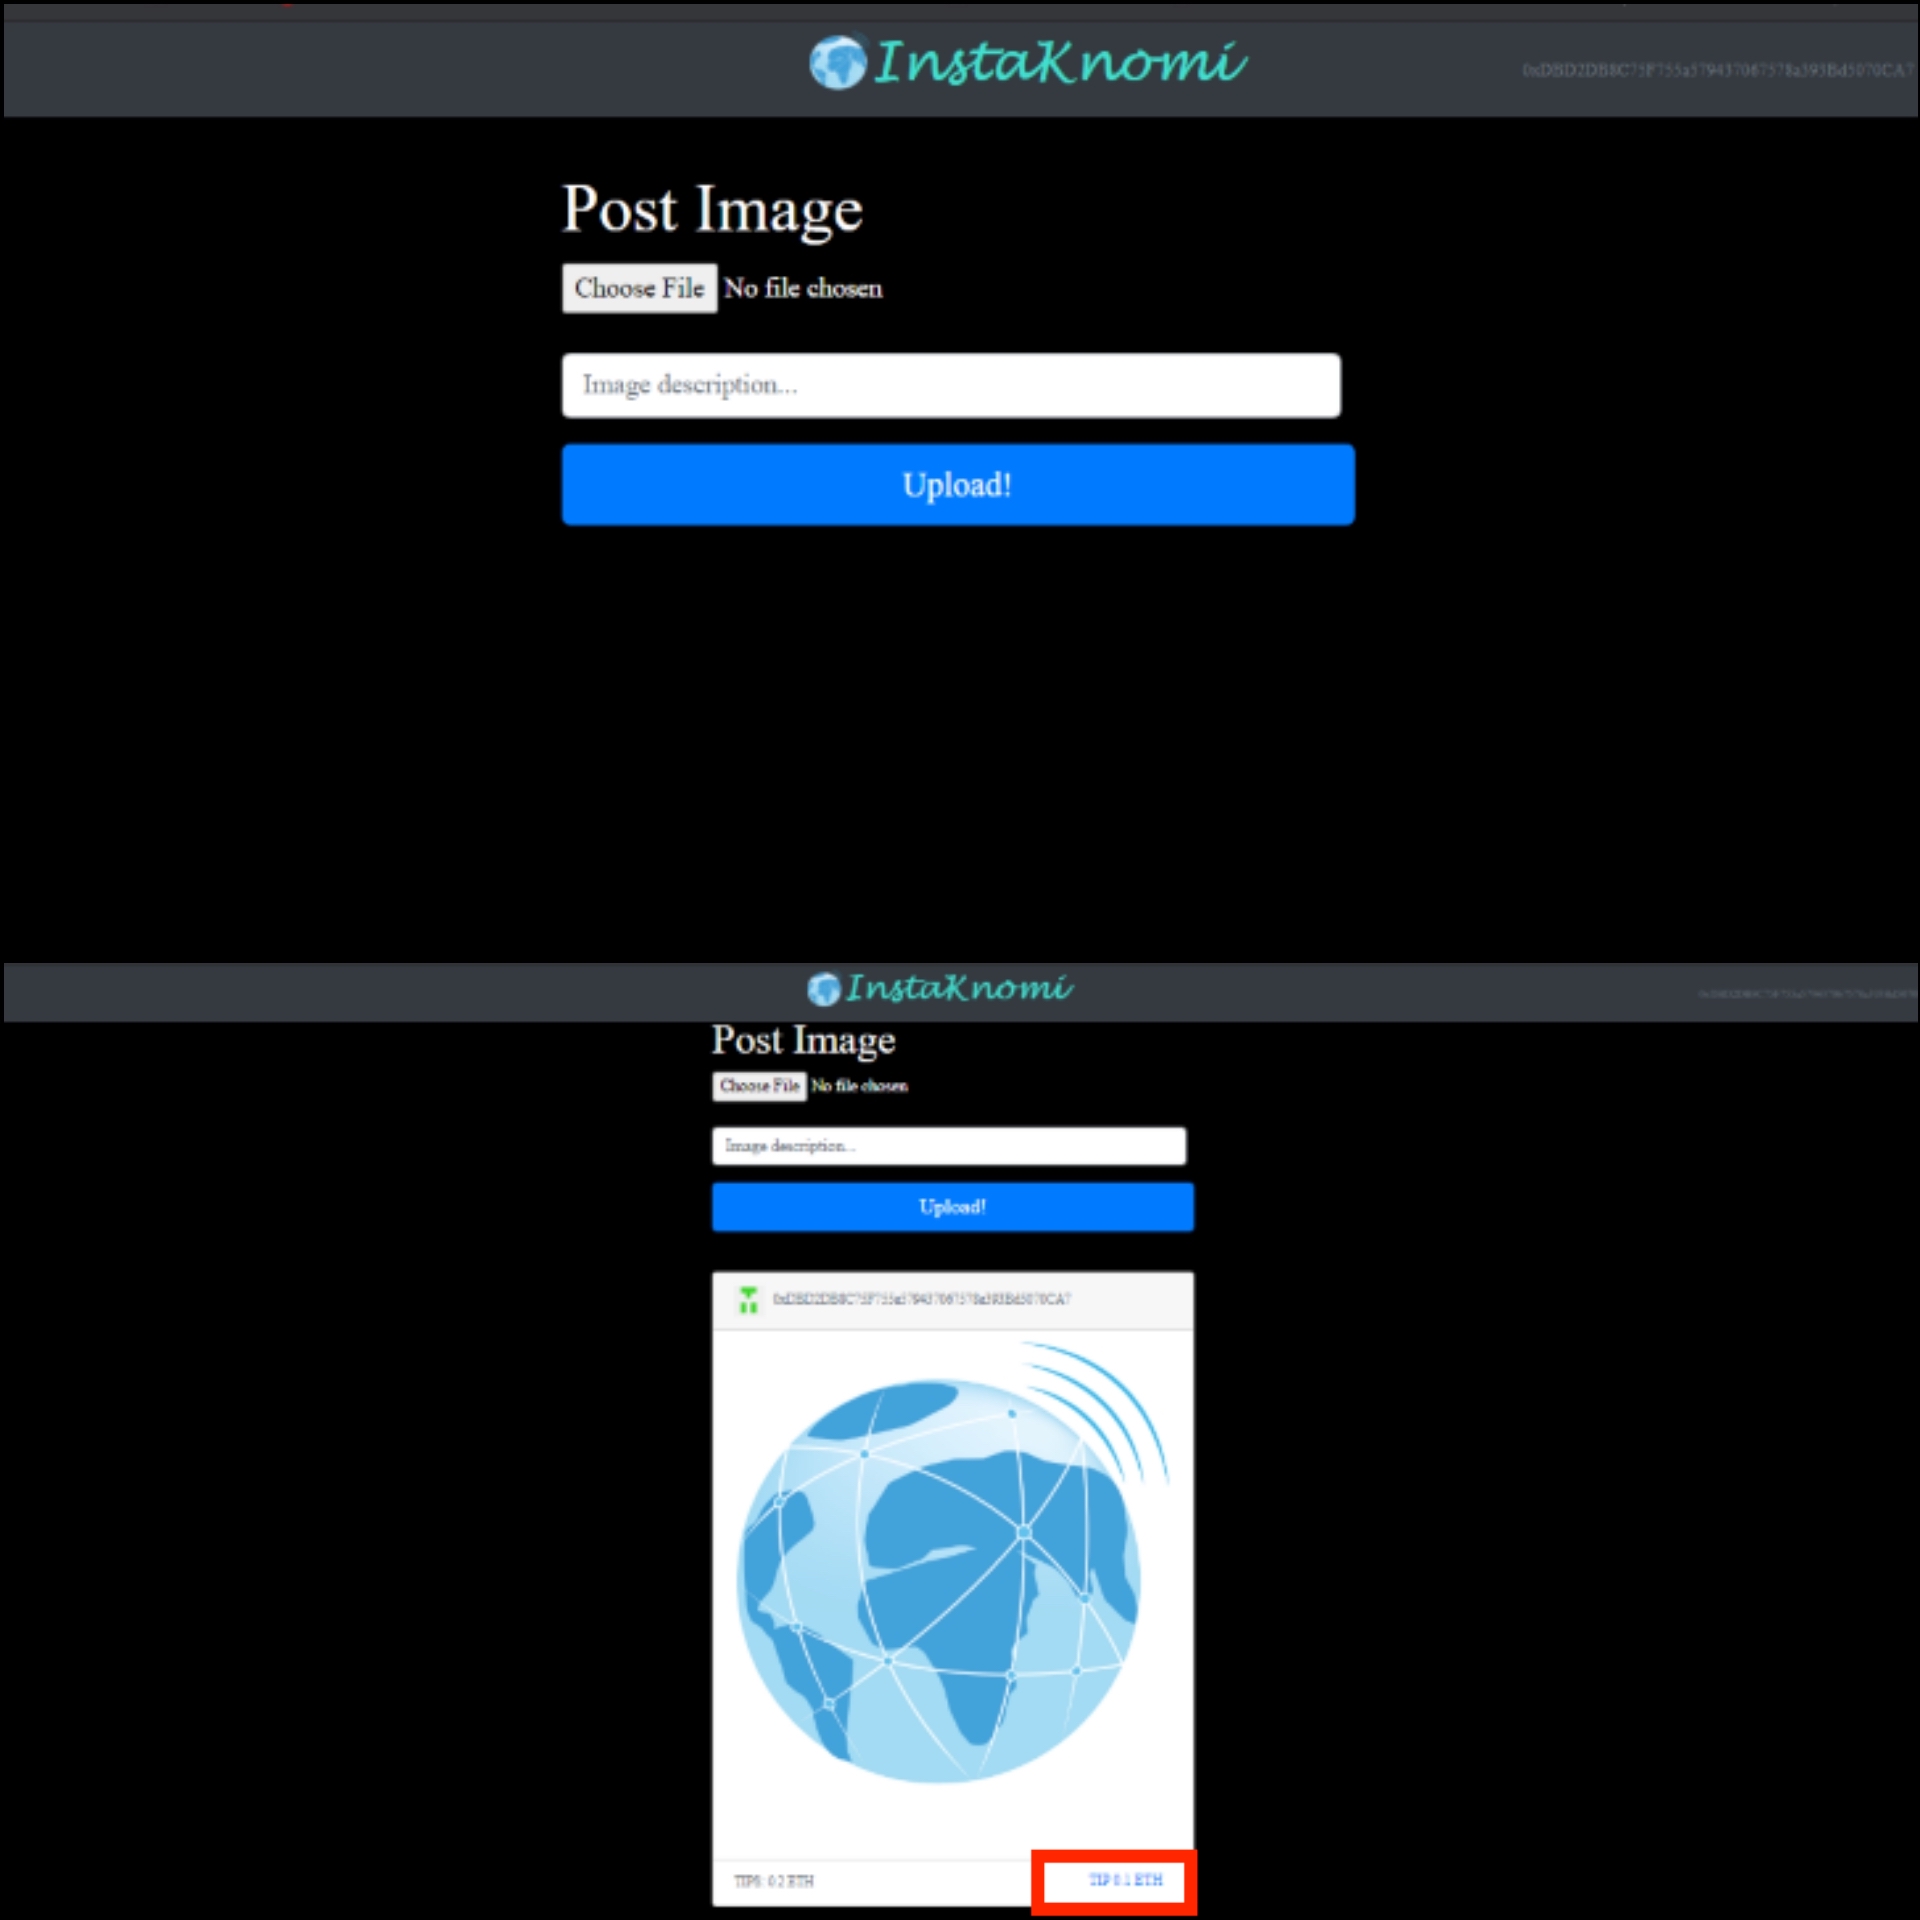 InstaKnomi
0xDBD2DB8C75F755a579437067578a393Bd5070CA7
Post Image
Choose File No file chosen
Image description...
Upload!
InstaKnomi
Post Image
Choose File No file chosen
Image description...
Upload!
0xDBD2DB8C75F755a579437067578a393Bd5070CA7
TIPS: 0.2 ETH
TIP 0.1 ETH